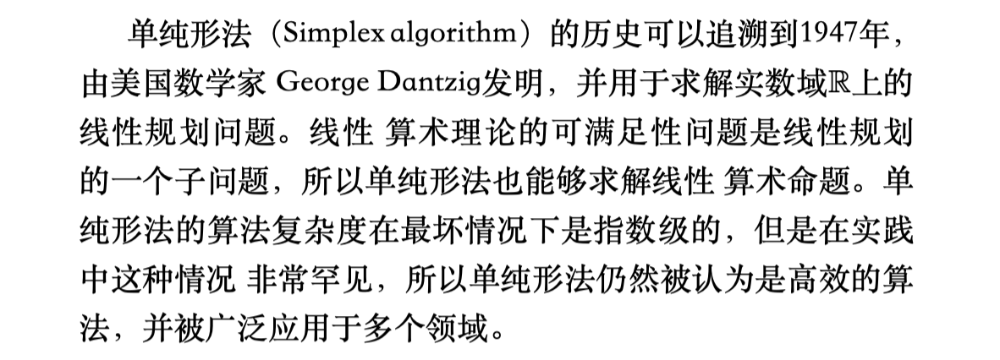 单纯形法（Simplex algorithm）的历史可以追溯到1947年，
由美国数学家 George Dantzig发明，并用于求解实数域ℝ上的
线性规划问题。线性 算术理论的可满足性问题是线性规划
的一个子问题，所以单纯形法也能够求解线性 算术命题。单
纯形法的算法复杂度在最坏情况下是指数级的，但是在实践
中这种情况 非常罕见，所以单纯形法仍然被认为是高效的算
法，并被广泛应用于多个领域。